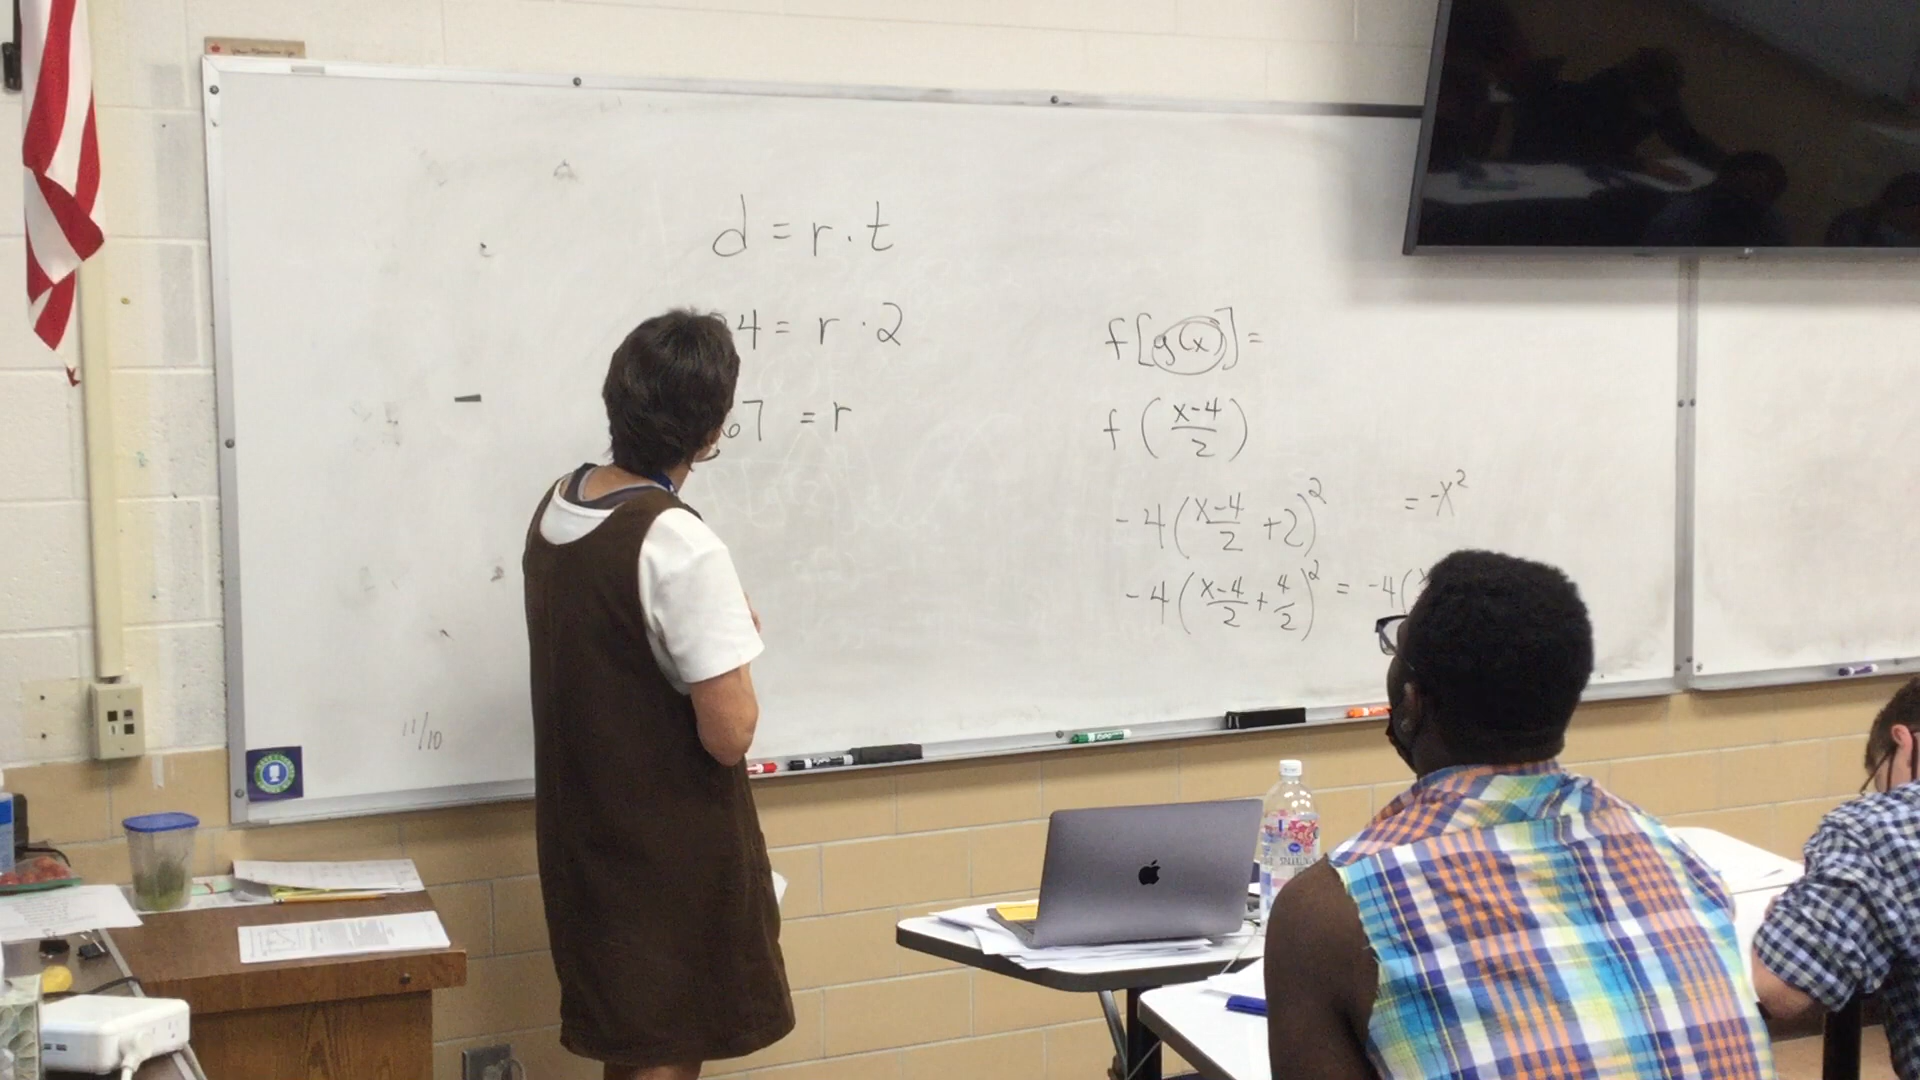 d = r · t
4 = r · 2
67 = r
f[g(x)] =
f ( (x-4)/2 )
-4 ( (x-4)/2 + 2 )² = -x²
-4 ( (x-4)/2 + 4/2 )² = -4 (
11/10